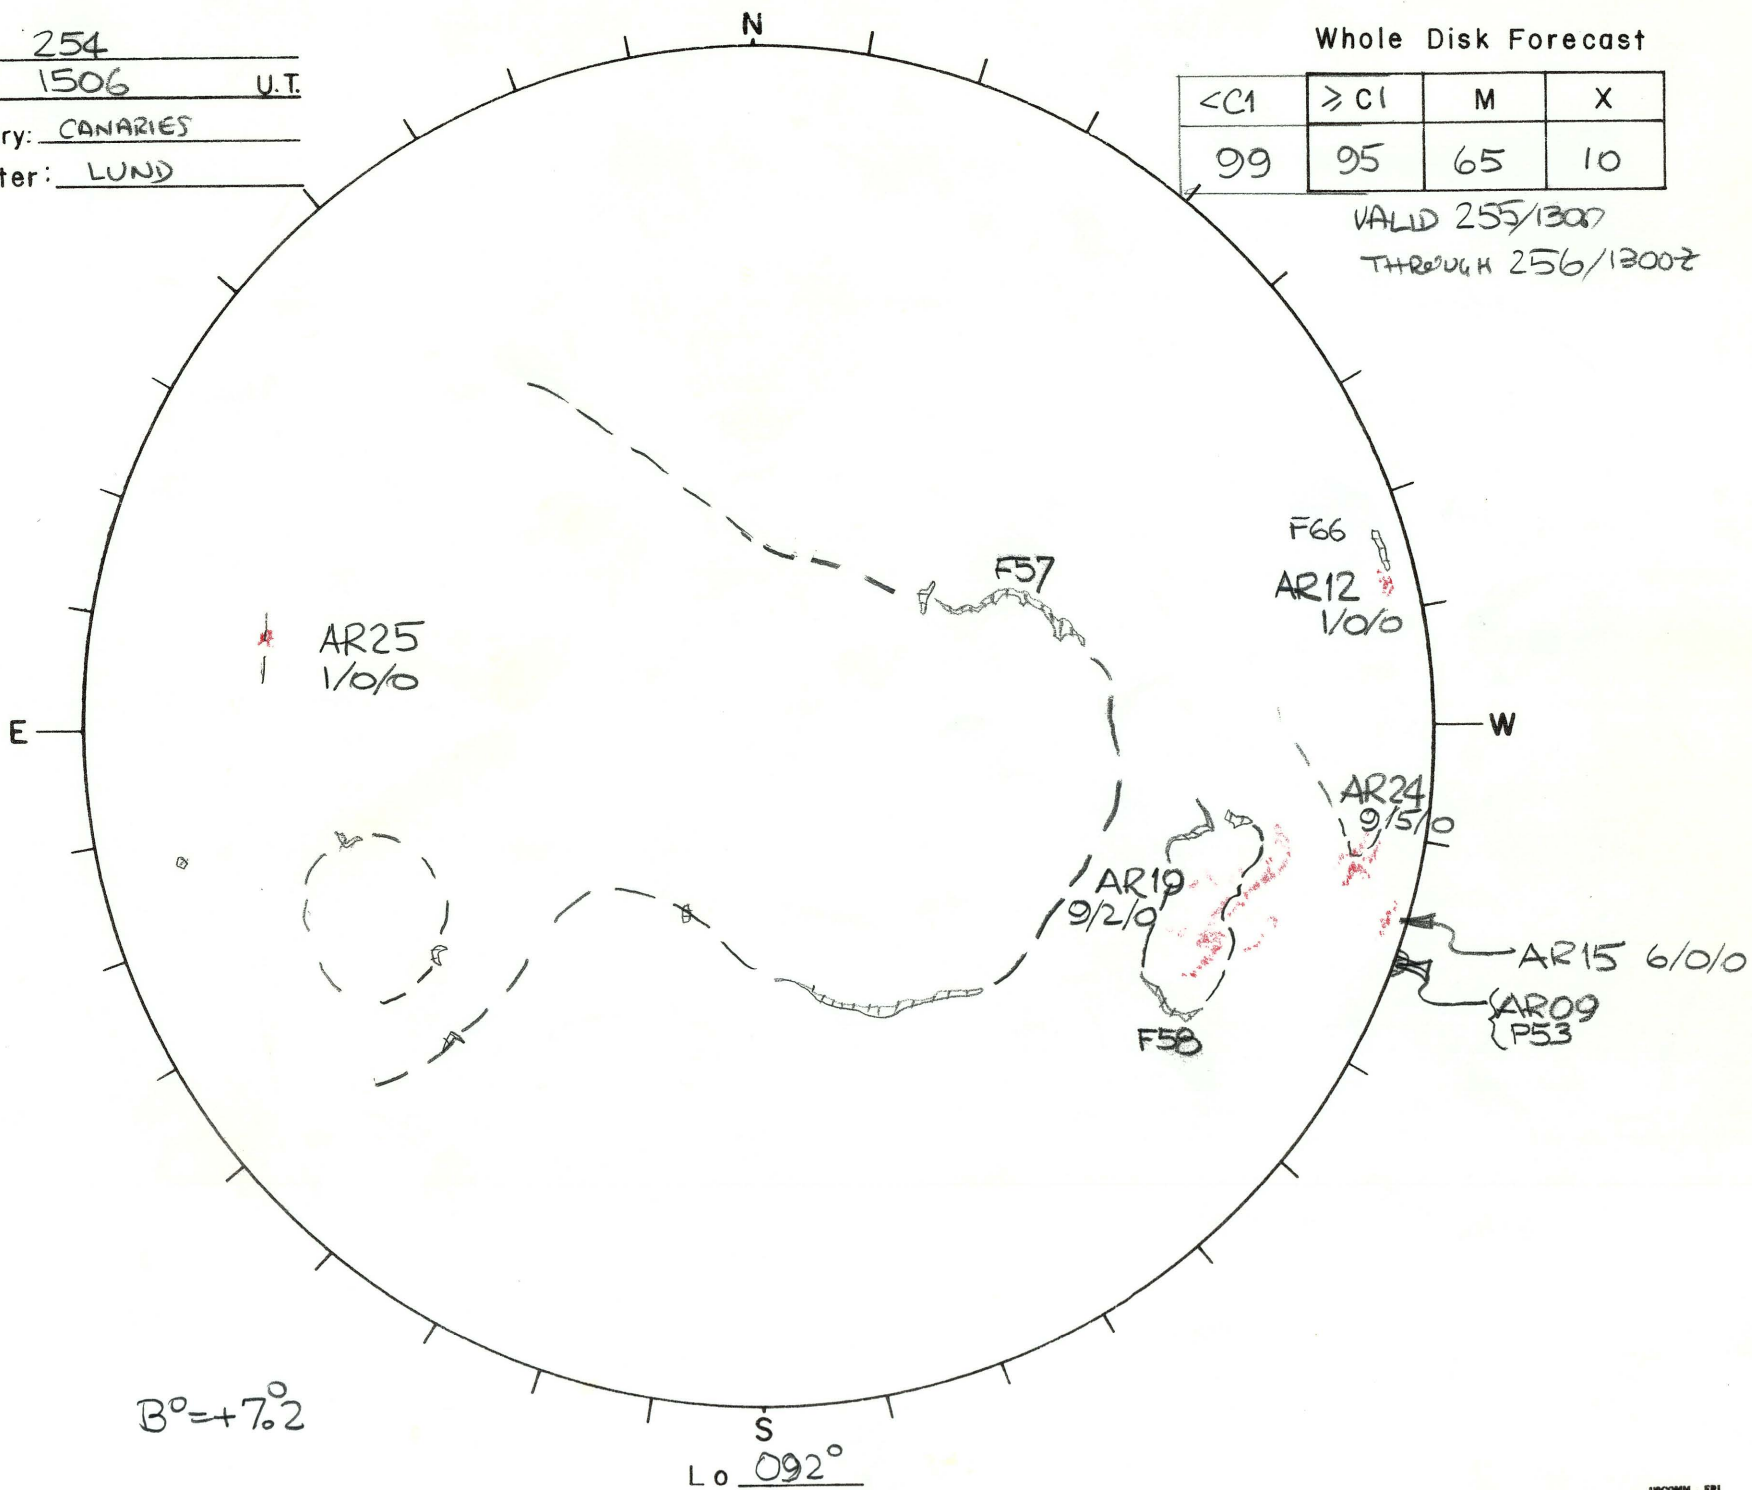 254
1506 U.T.
ry: CANARIES
ter: LUND
N
Whole Disk Forecast
<C1 ≥C1 M X
99 95 65 10
VALID 255/1300
THROUGH 256/1300Z
F66
AR12
1/0/0
F57
AR25
1/0/0
E
W
AR24
9/5/0
AR19
9/2/0
AR15 6/0/0
{AR09
{P53
F58
B°=+7.°2
S
Lo 092°